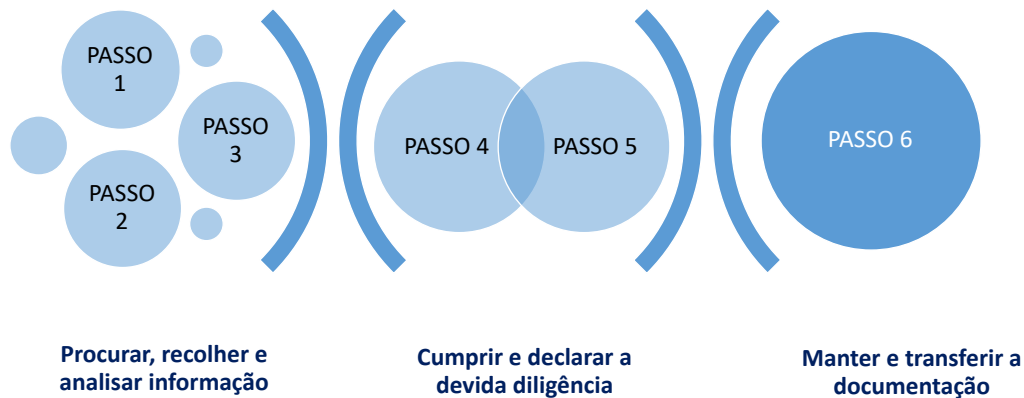 PASSO
1
PASSO
3
PASSO
2
PASSO 4
PASSO 5
PASSO 6
Procurar, recolher e
analisar informação
Cumprir e declarar a
devida diligência
Manter e transferir a
documentação